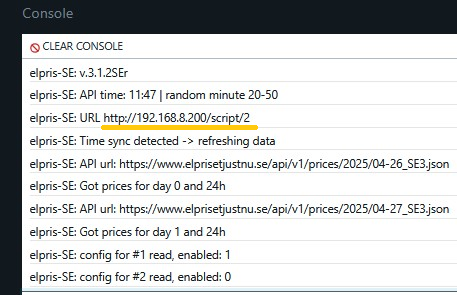 Console
CLEAR CONSOLE
elpris-SE: v.3.1.2SEr
elpris-SE: API time: 11:47 | random minute 20-50
elpris-SE: URL http://192.168.8.200/script/2
elpris-SE: Time sync detected -> refreshing data
elpris-SE: API url: https://www.elprisetjustnu.se/api/v1/prices/2025/04-26_SE3.json
elpris-SE: Got prices for day 0 and 24h
elpris-SE: API url: https://www.elprisetjustnu.se/api/v1/prices/2025/04-27_SE3.json
elpris-SE: Got prices for day 1 and 24h
elpris-SE: config for #1 read, enabled: 1
elpris-SE: config for #2 read, enabled: 0